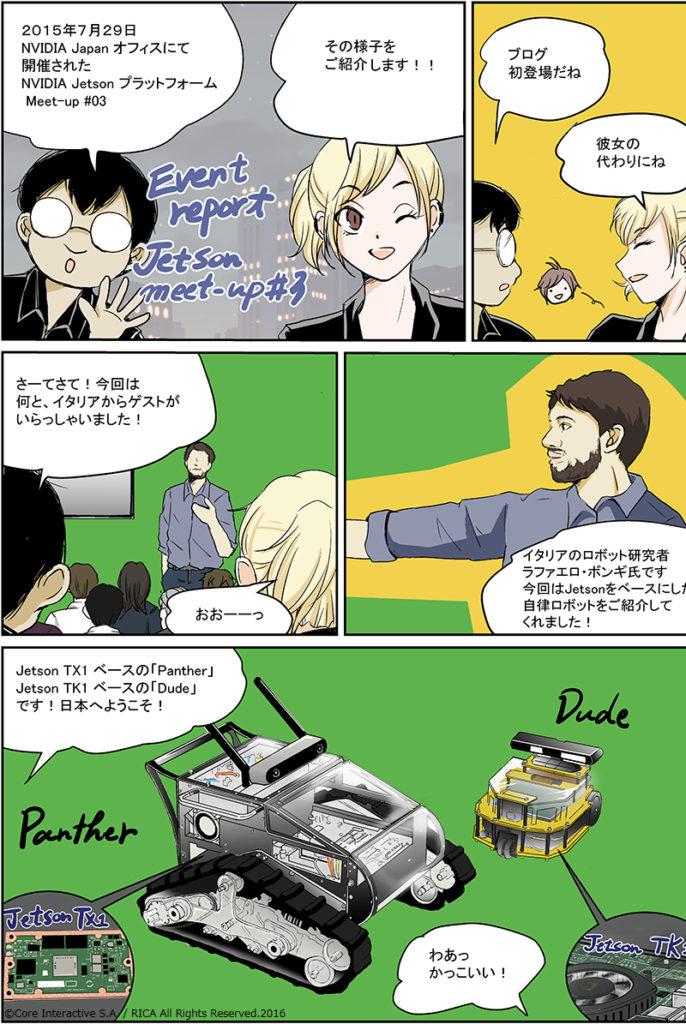 2015年7月29日
NVIDIA Japan オフィスにて
開催された
NVIDIA Jetson プラットフォーム
Meet-up #03
その様子を
ご紹介します！！
Event
report
Jetson
meet-up#3
ブログ
初登場だね
彼女の
代わりにね
さーてさて！今回は
何と、イタリアからゲストが
いらっしゃいました！
おおーーっ
イタリアのロボット研究者
ラファエロ・ボンギ氏です
今回はJetsonをベースにした
自律ロボットをご紹介して
くれました！
Jetson TX1 ベースの「Panther」
Jetson TK1 ベースの「Dude」
です！日本へようこそ！
Dude
Panther
Jetson TX1
Jetson TK1
わあっ
かっこいい！
©Core Interactive S.A. / RICA All Rights Reserved.2016